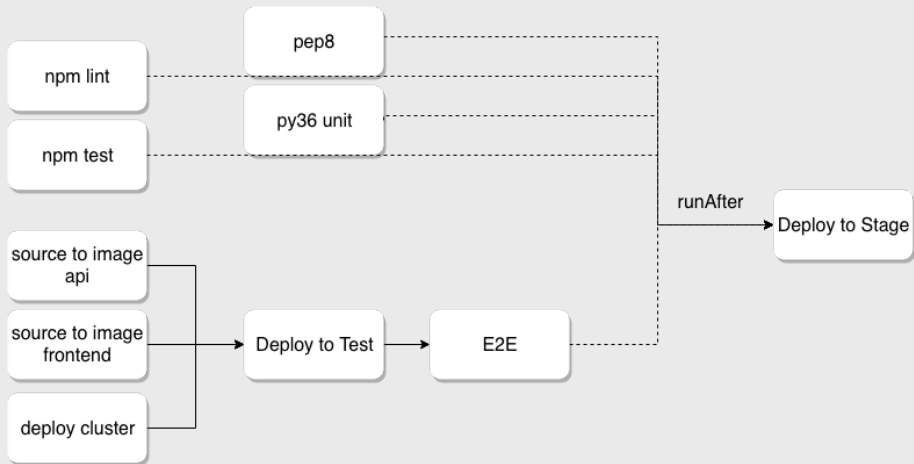 pep8
npm lint
py36 unit
npm test
runAfter
Deploy to Stage
source to image
api
source to image
frontend
Deploy to Test
E2E
deploy cluster